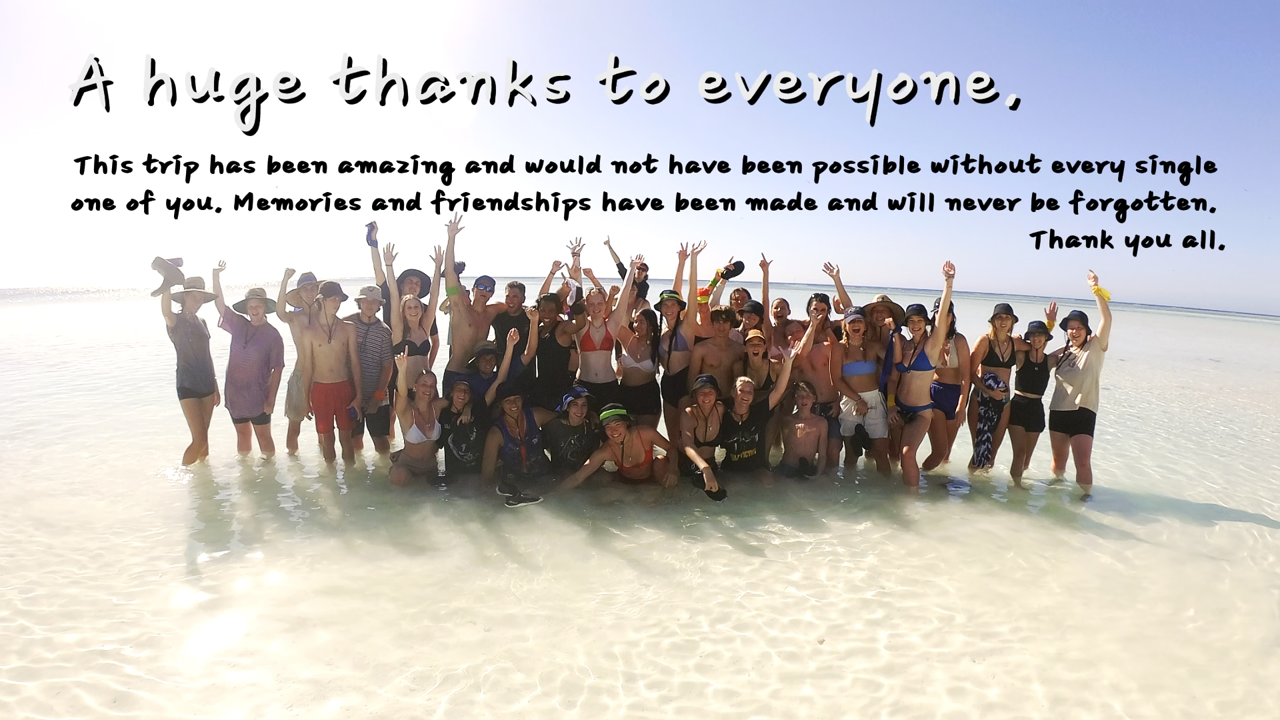 A huge thanks to everyone,
This trip has been amazing and would not have been possible without every single
one of you. Memories and friendships have been made and will never be forgotten.
Thank you all.